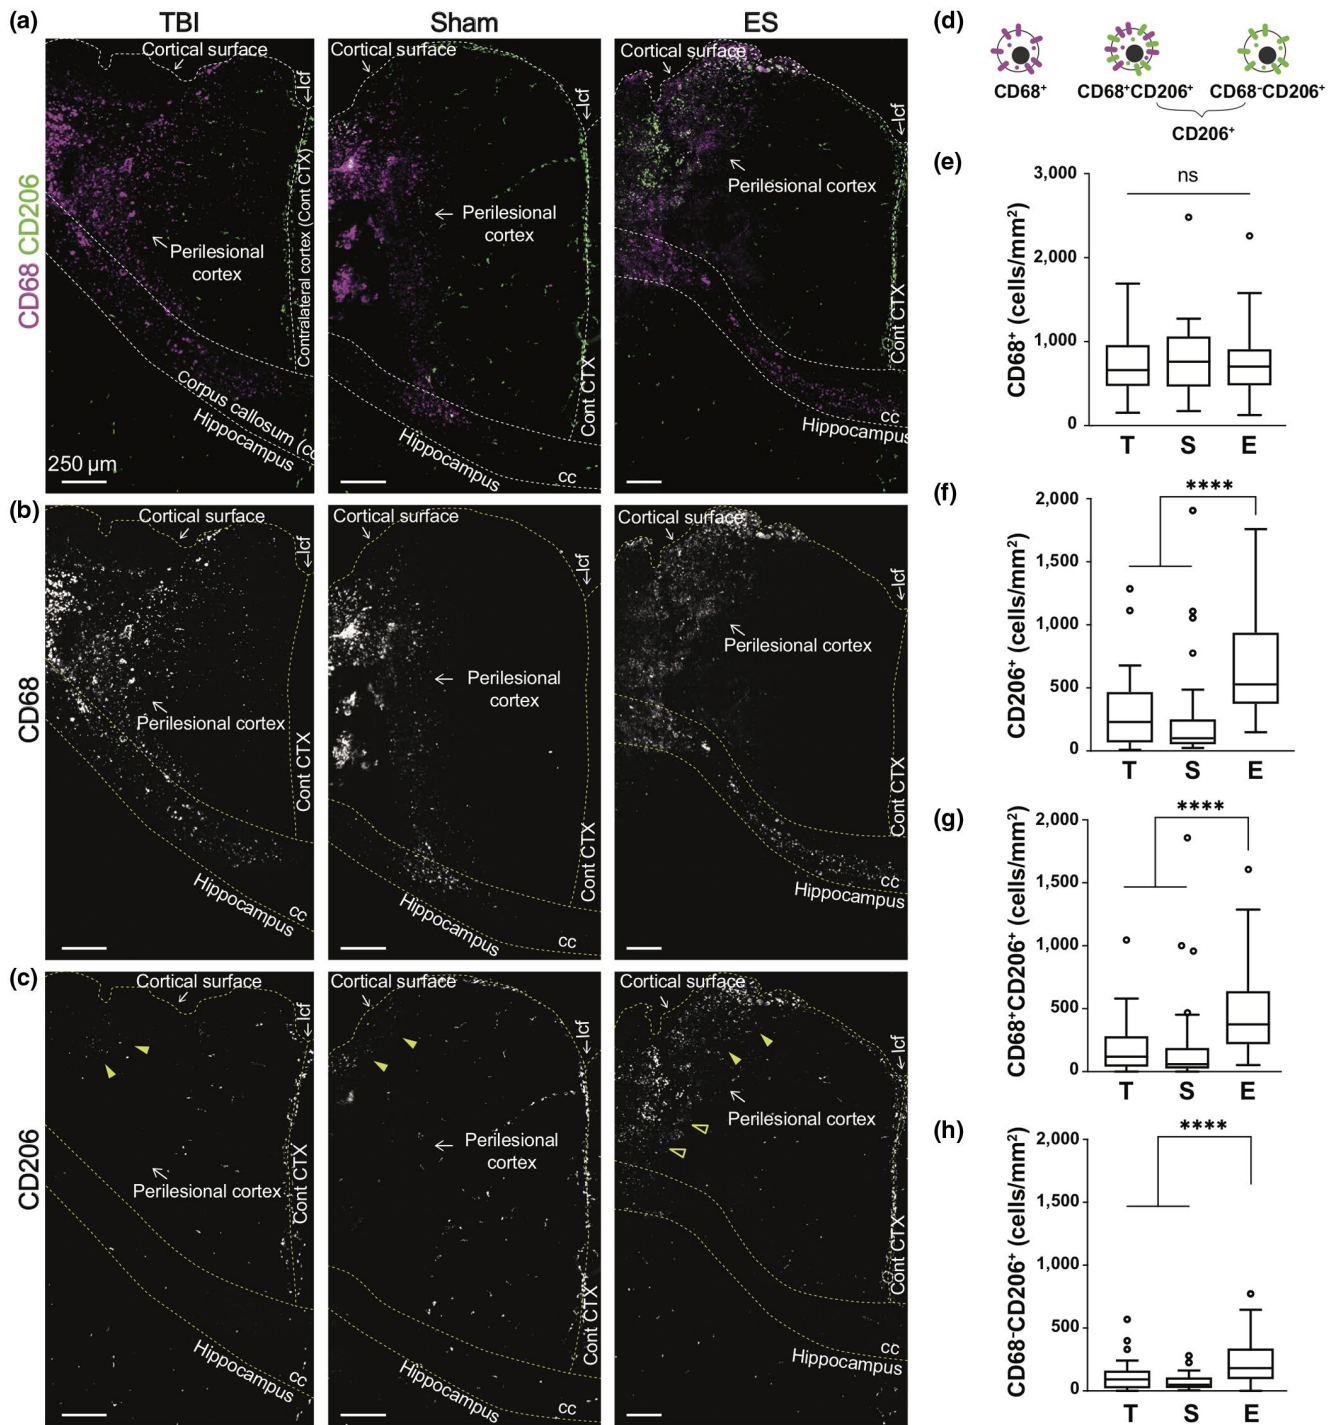 (a)
TBI
Sham
ES
CD68 CD206
Cortical surface
←lcf
Perilesional
cortex
Contralateral cortex (Cont CTX)
Corpus callosum (cc
Hippocampus
250 µm
Cortical surface
←lcf
Perilesional
cortex
Cont CTX
Hippocampus
cc
Cortical surface
←lcf
Perilesional cortex
Cont CTX
cc
Hippocampus
(b)
CD68
Cortical surface
←lcf
Perilesional cortex
Cont CTX
Hippocampus
cc
Cortical surface
←lcf
Perilesional
cortex
Cont CTX
Hippocampus
cc
Cortical surface
←lcf
Perilesional cortex
Cont CTX
cc
Hippocampus
(c)
CD206
Cortical surface
←lcf
Perilesional cortex
Cont CTX
Hippocampus
cc
Cortical surface
←lcf
Perilesional
cortex
Cont CTX
Hippocampus
cc
Cortical surface
←lcf
Perilesional cortex
Cont CTX
cc
Hippocampus
(d)
CD68⁺
CD68⁺CD206⁺
CD68⁻CD206⁺
CD206⁺
(e)
CD68⁺ (cells/mm²)
3,000
2,000
1,000
0
ns
T S E
(f)
CD206⁺ (cells/mm²)
2,000
1,500
1,000
500
0
****
T S E
(g)
CD68⁺CD206⁺ (cells/mm²)
2,000
1,500
1,000
500
0
****
T S E
(h)
CD68⁻CD206⁺ (cells/mm²)
2,000
1,500
1,000
500
0
****
T S E